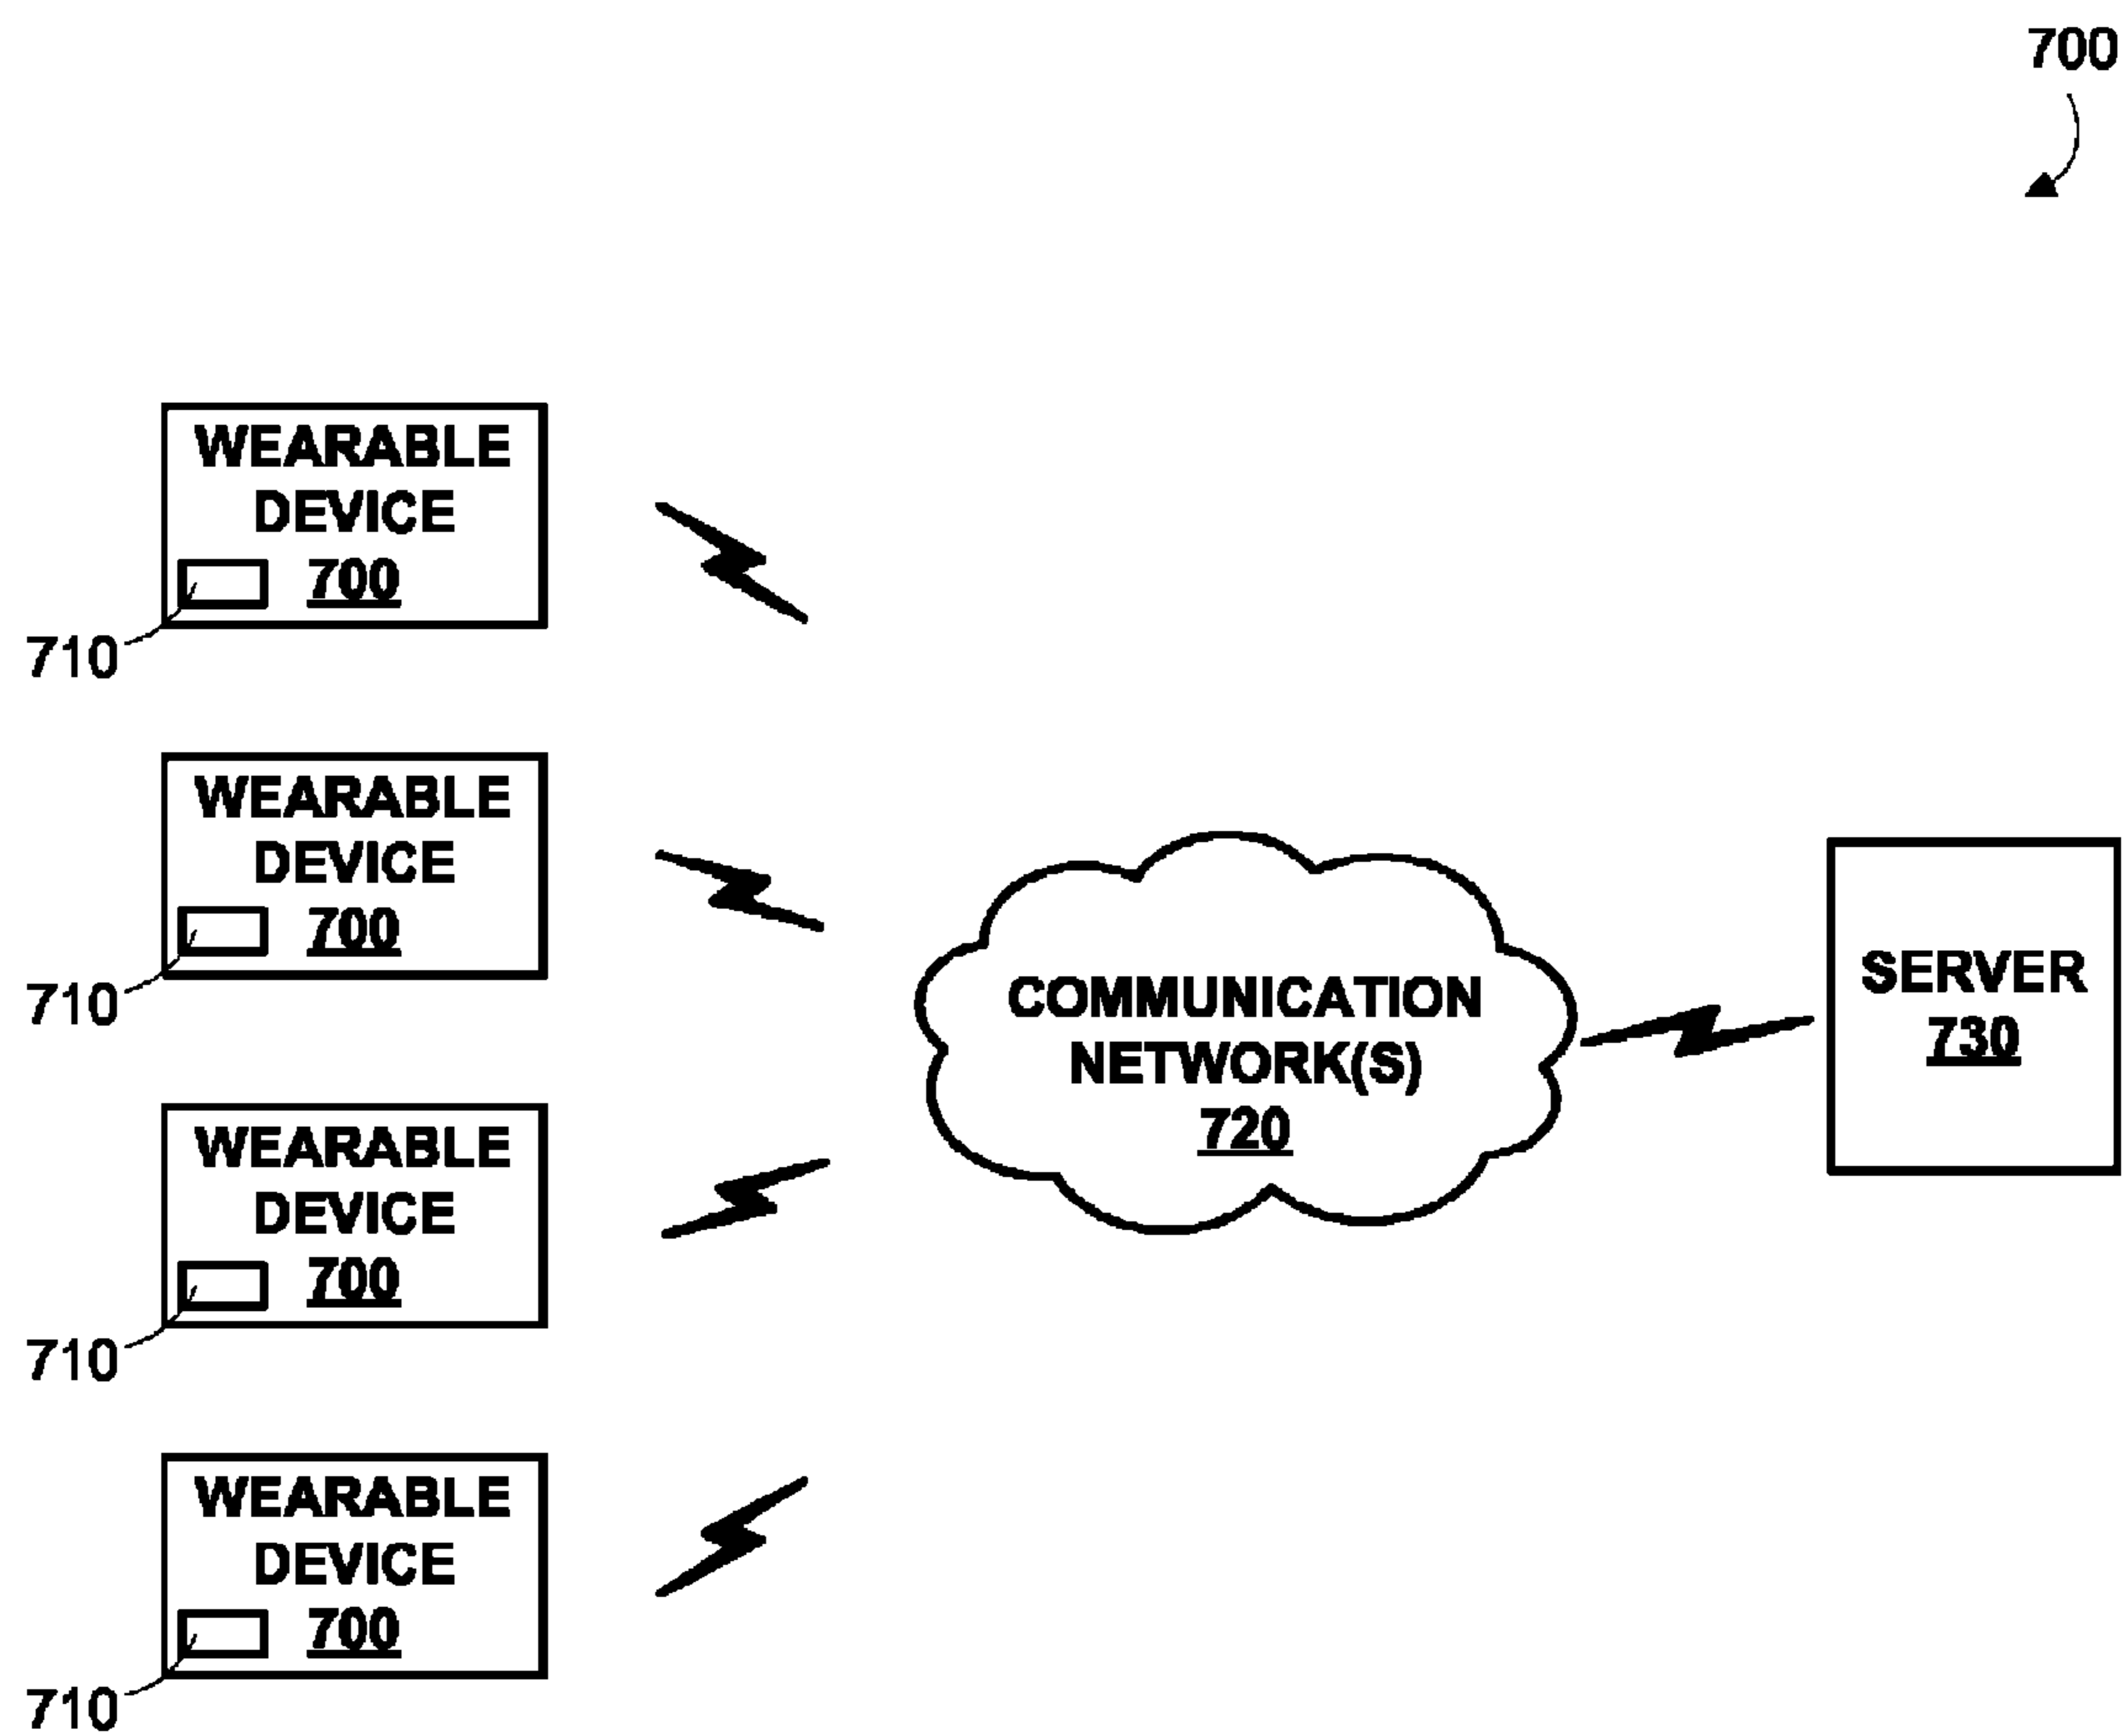 700
WEARABLE
DEVICE
700
710
WEARABLE
DEVICE
700
710
WEARABLE
DEVICE
700
710
WEARABLE
DEVICE
700
710
COMMUNICATION
NETWORK(S)
720
SERVER
730